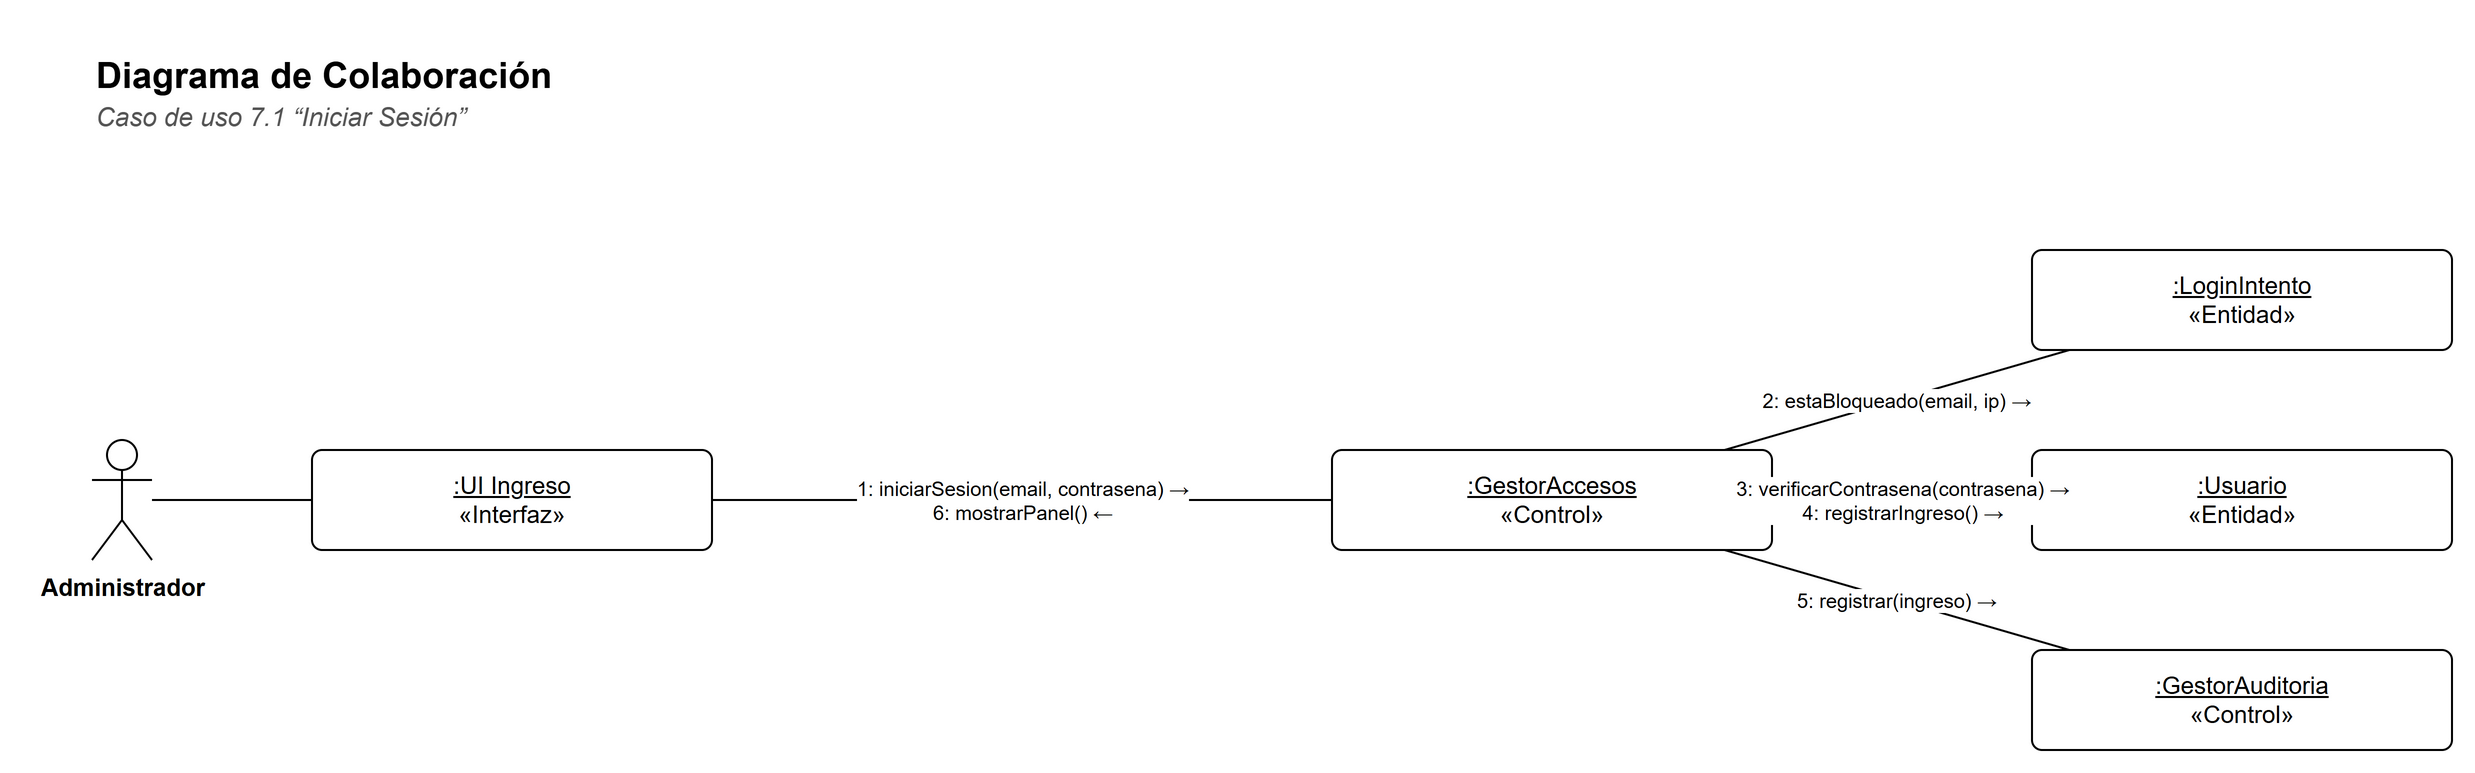 Diagrama de Colaboración
Caso de uso 7.1 “Iniciar Sesión”
:LoginIntento
«Entidad»
2: estaBloqueado(email, ip) →
:UI Ingreso
«Interfaz»
1: iniciarSesion(email, contrasena) →
6: mostrarPanel() ←
:GestorAccesos
«Control»
3: verificarContrasena(contrasena) →
4: registrarIngreso() →
:Usuario
«Entidad»
Administrador
5: registrar(ingreso) →
:GestorAuditoria
«Control»